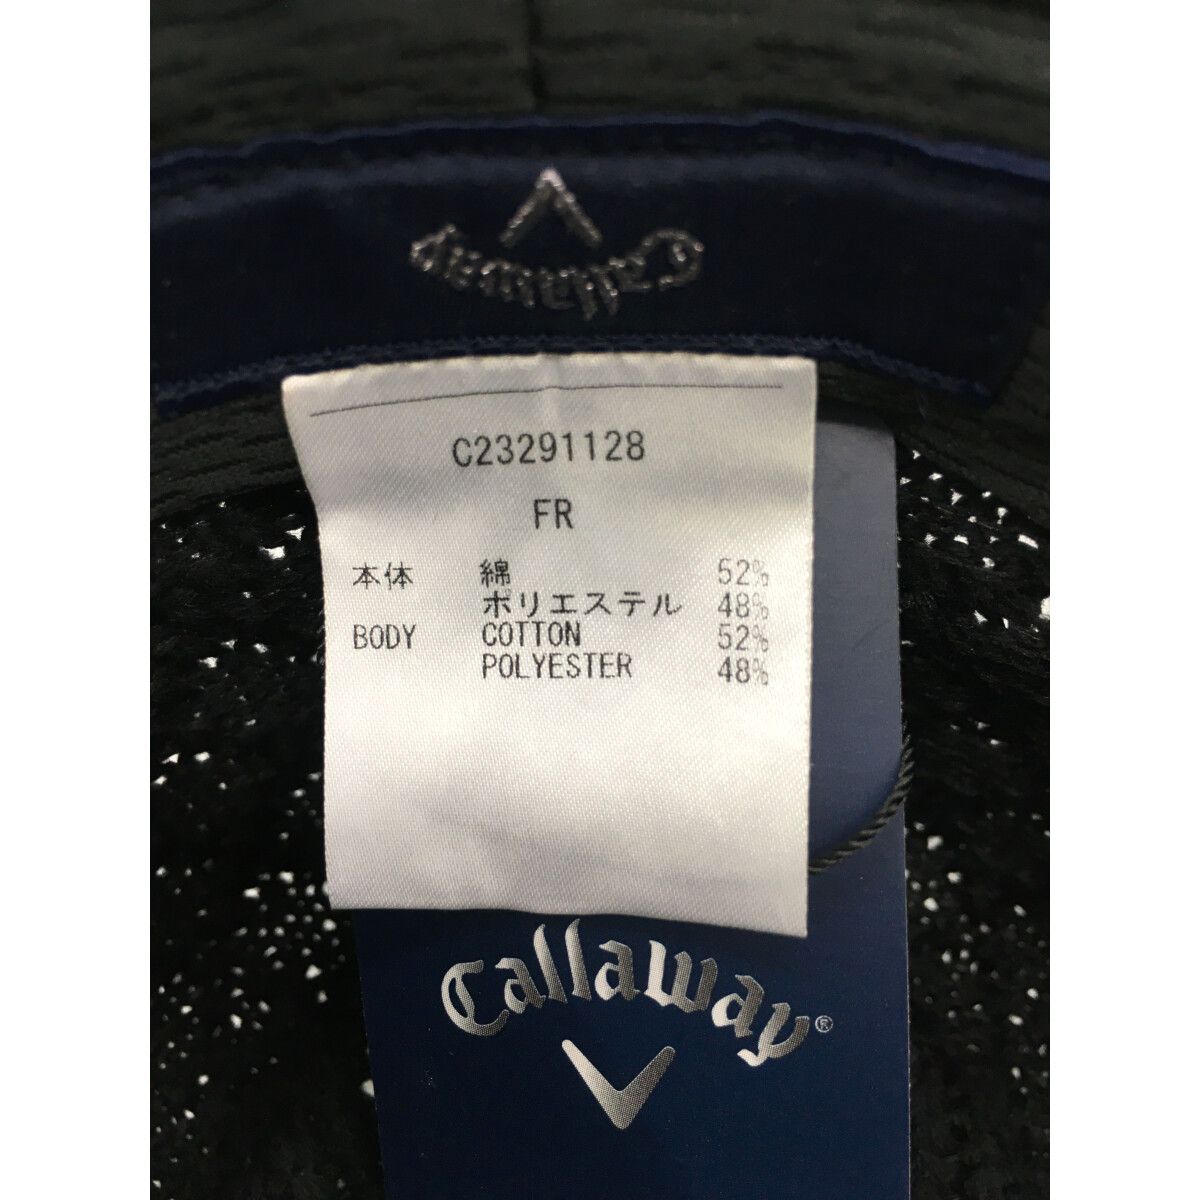 Callaway
C23291128
FR
本体 綿 52%
ポリエステル 48%
BODY COTTON 52%
POLYESTER 48%
Callaway®